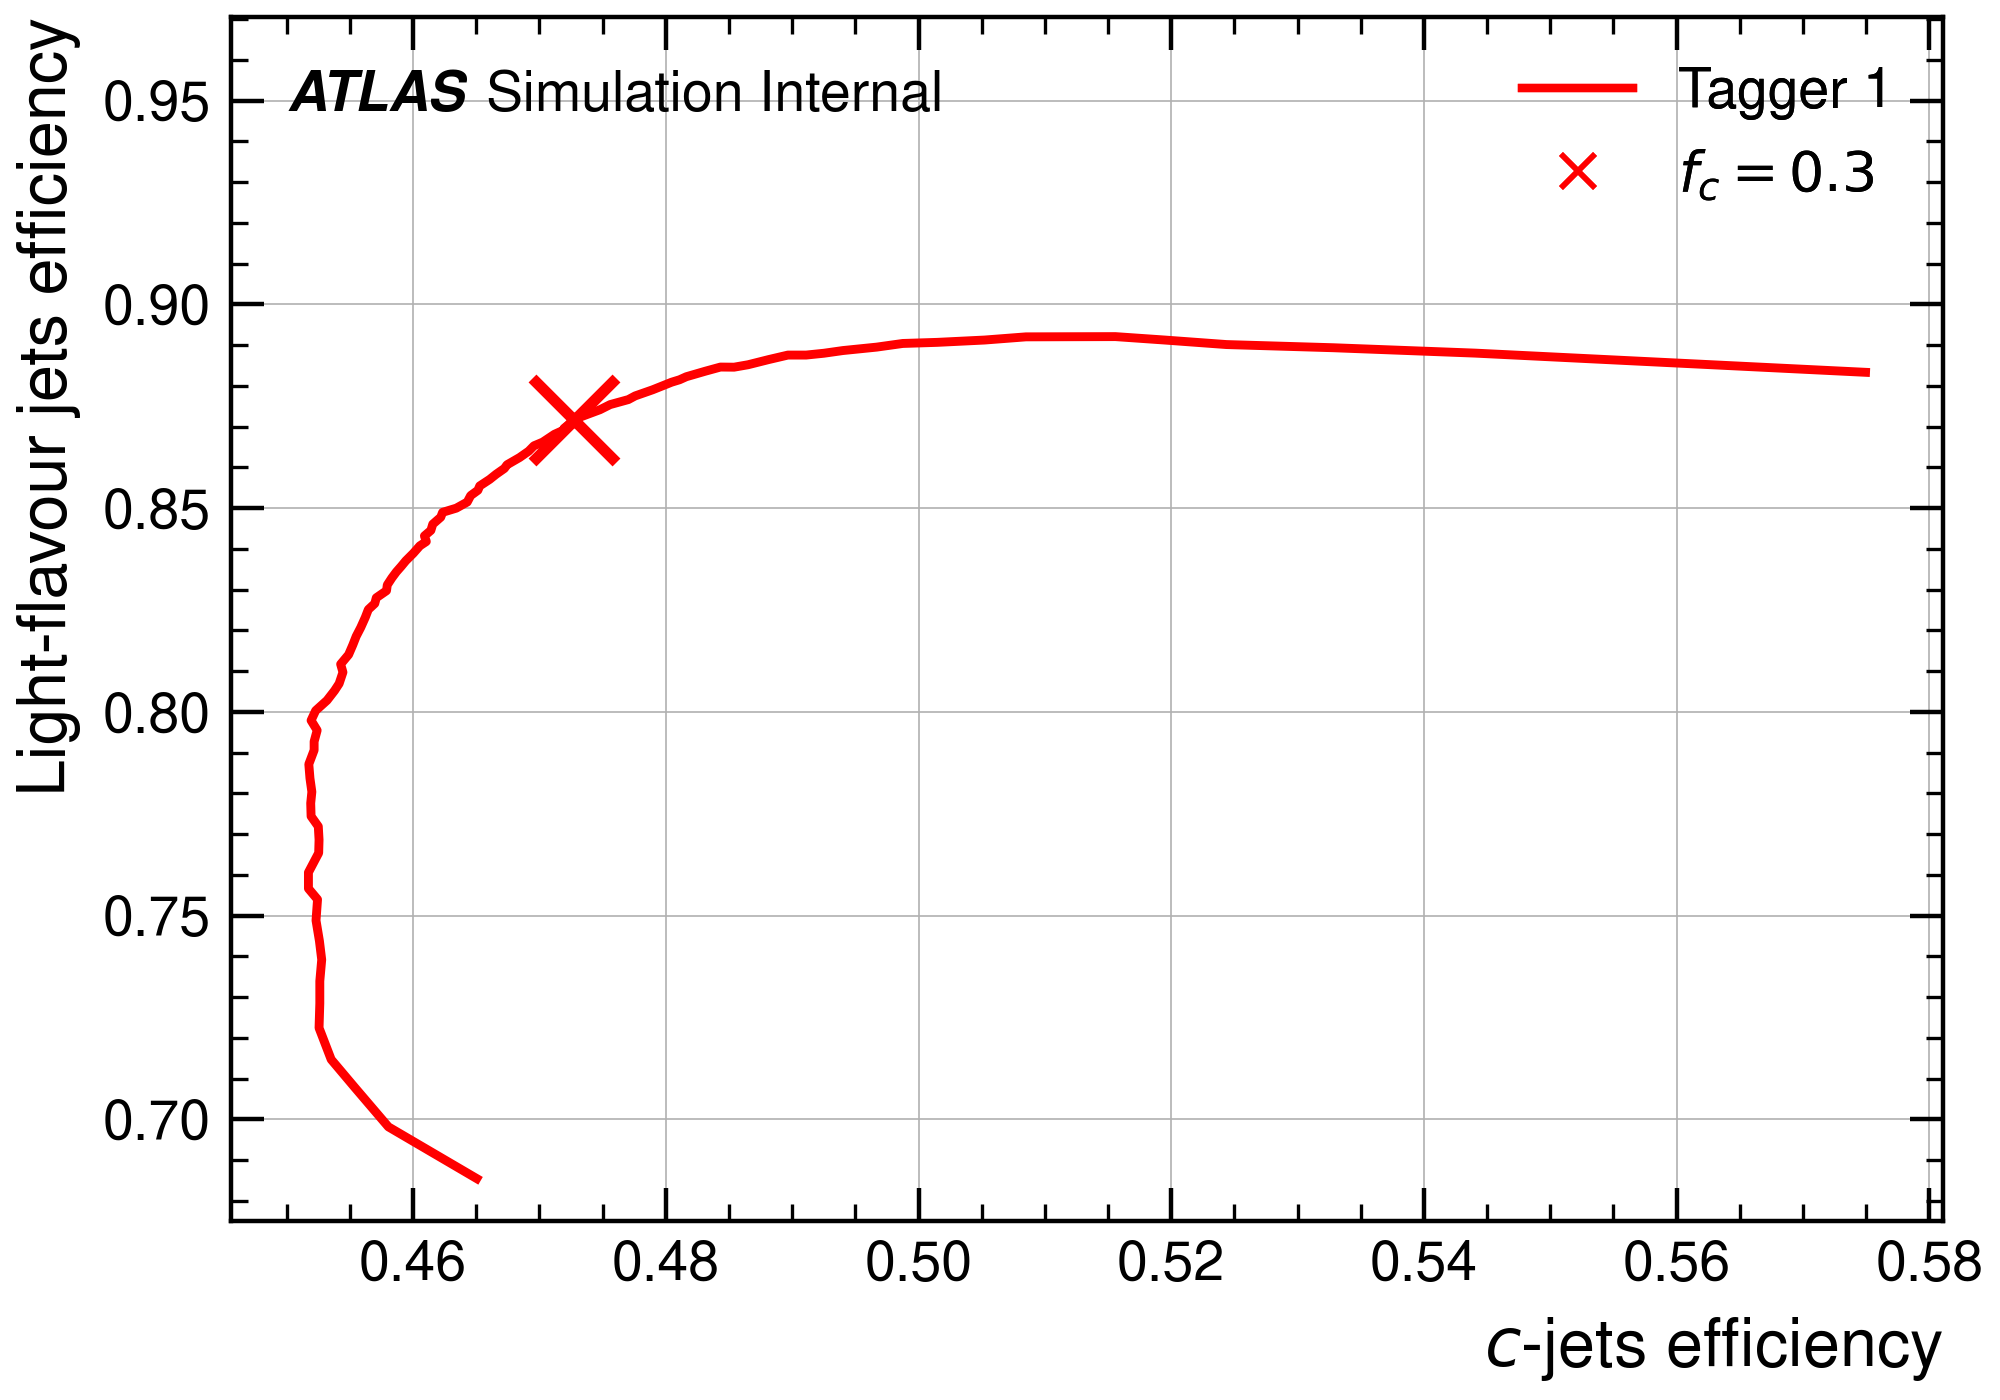 ATLAS Simulation Internal
Tagger 1
f_c = 0.3
Light-flavour jets efficiency
0.95
0.90
0.85
0.80
0.75
0.70
0.46 0.48 0.50 0.52 0.54 0.56 0.58
c-jets efficiency